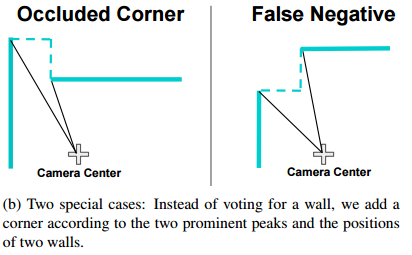 Occluded Corner
False Negative
Camera Center
Camera Center
(b) Two special cases: Instead of voting for a wall, we add a
corner according to the two prominent peaks and the positions
of two walls.